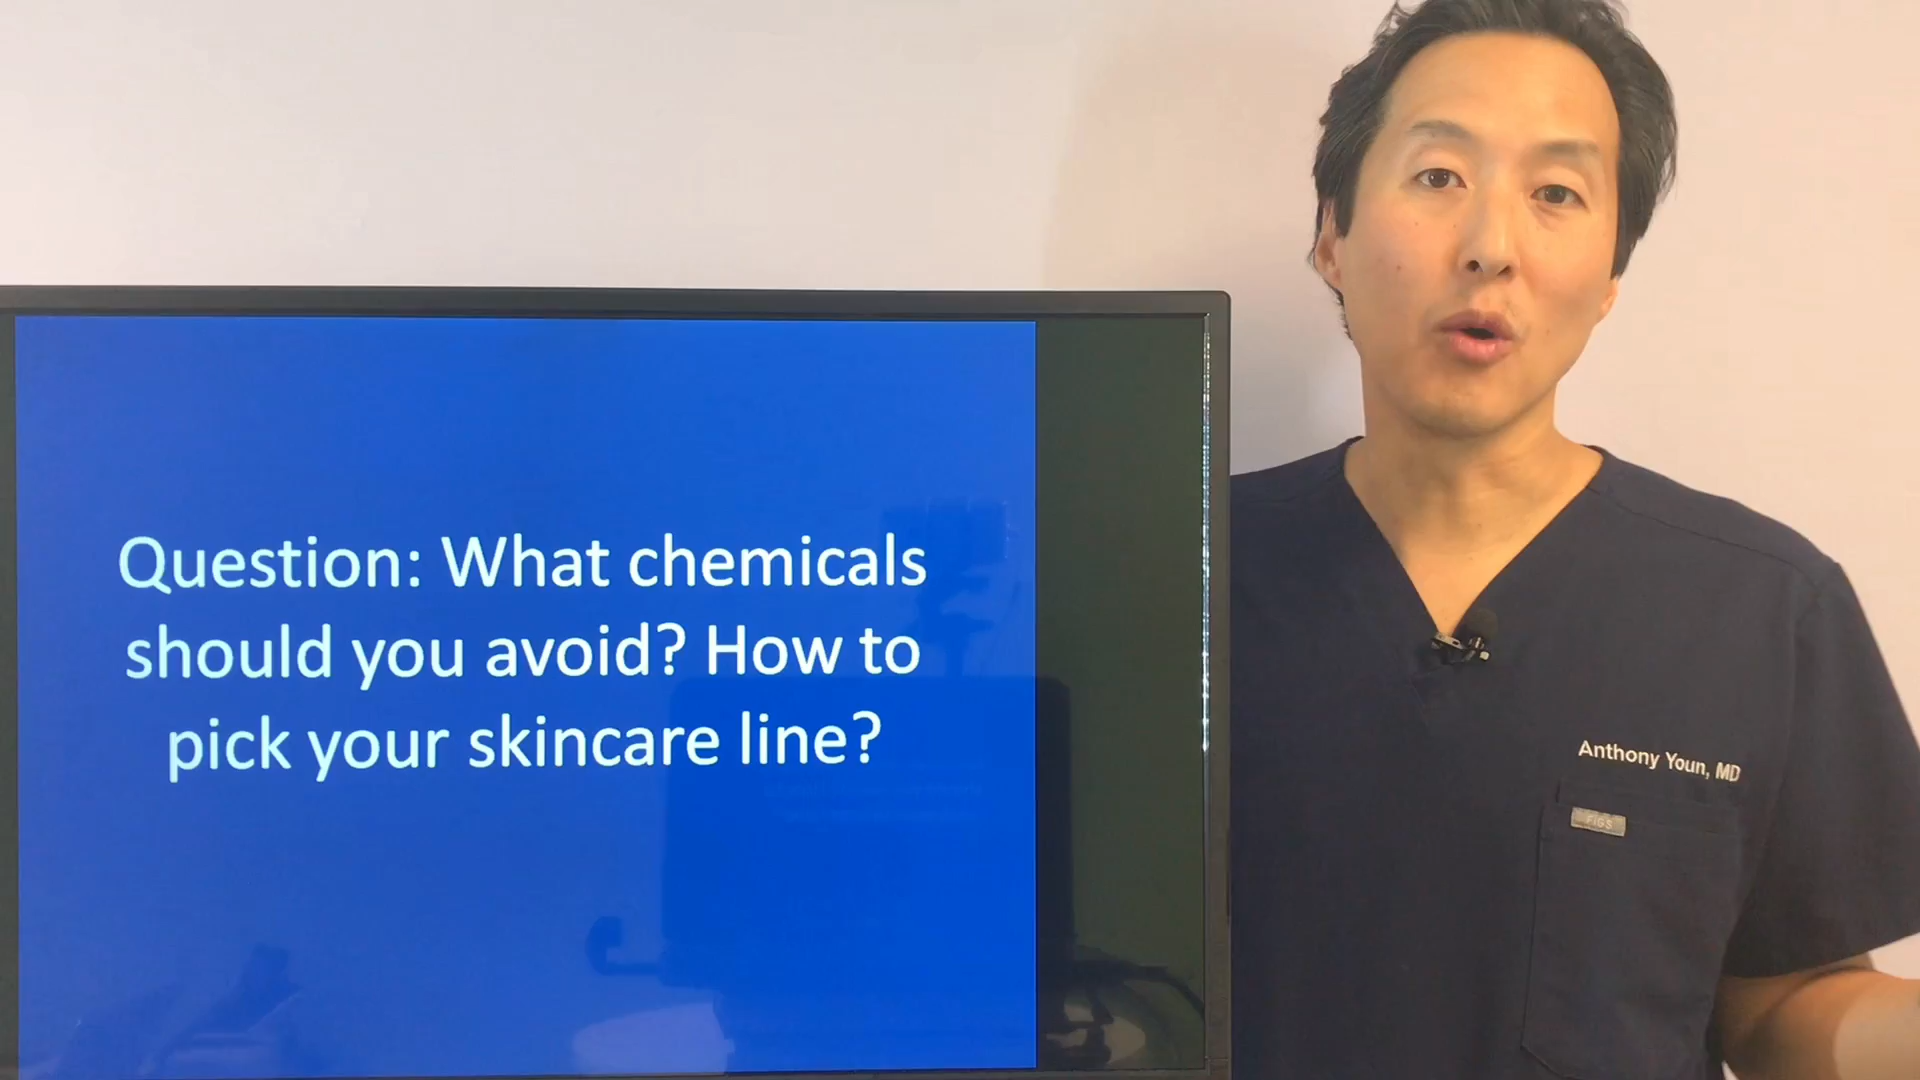 Question: What chemicals
should you avoid? How to
pick your skincare line?
Anthony Youn, MD
FIGS